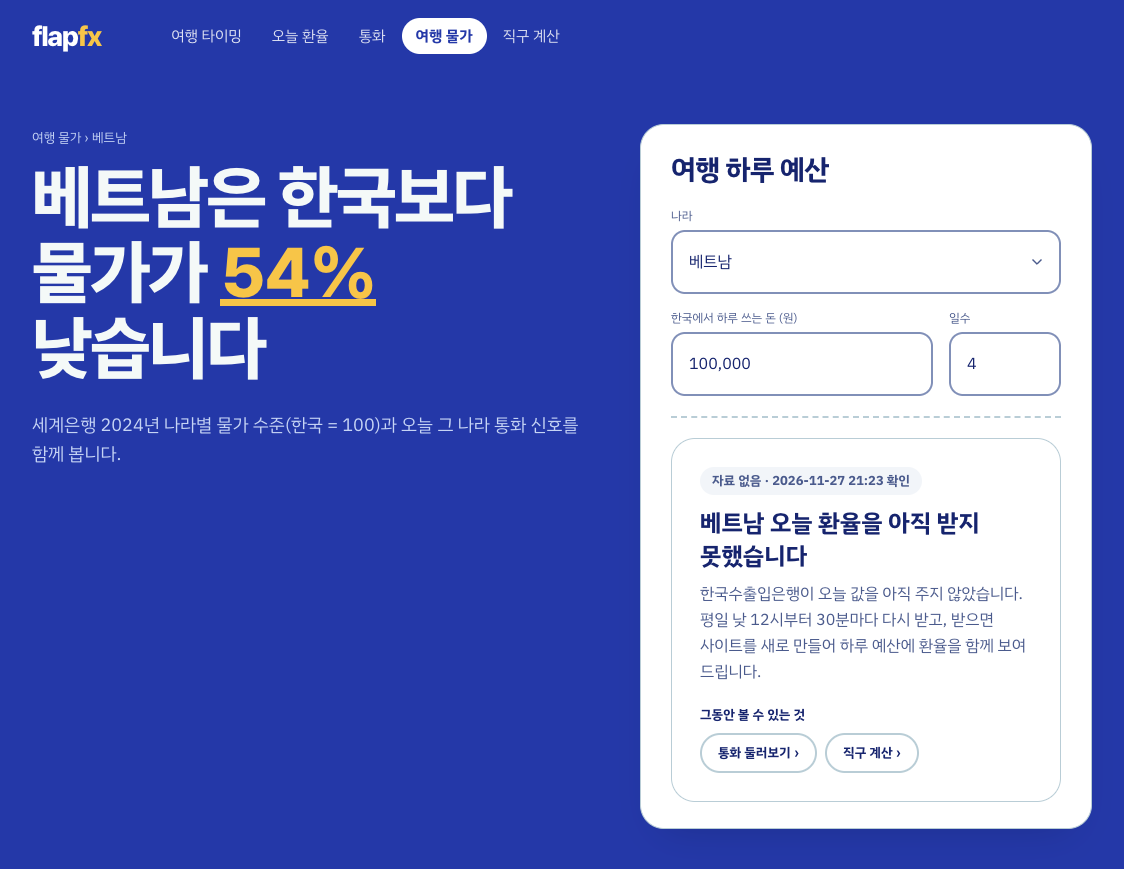 flapfx
여행 타이밍
오늘 환율
통화
여행 물가
직구 계산
여행 물가 › 베트남
베트남은 한국보다
물가가 54%
낮습니다
세계은행 2024년 나라별 물가 수준(한국 = 100)과 오늘 그 나라 통화 신호를
함께 봅니다.
여행 하루 예산
나라
베트남
한국에서 하루 쓰는 돈 (원)
일수
100,000
4
자료 없음 · 2026-11-27 21:23 확인
베트남 오늘 환율을 아직 받지
못했습니다
한국수출입은행이 오늘 값을 아직 주지 않았습니다.
평일 낮 12시부터 30분마다 다시 받고, 받으면
사이트를 새로 만들어 하루 예산에 환율을 함께 보여
드립니다.
그동안 볼 수 있는 것
통화 둘러보기 ›
직구 계산 ›